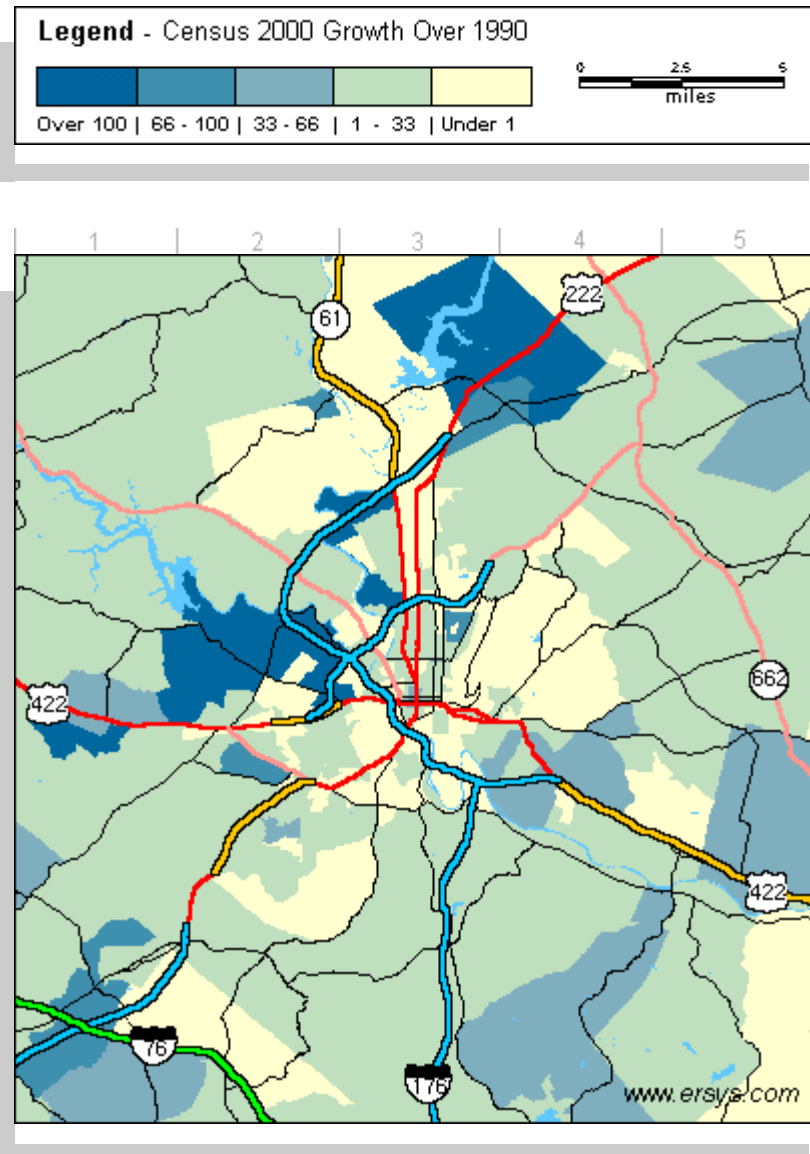 Legend - Census 2000 Growth Over 1990
0 2.5 5
miles
Over 100 | 66 - 100 | 33 - 66 | 1 - 33 | Under 1
1 2 3 4 5
222
61
662
422
422
76
176
www.ersys.com